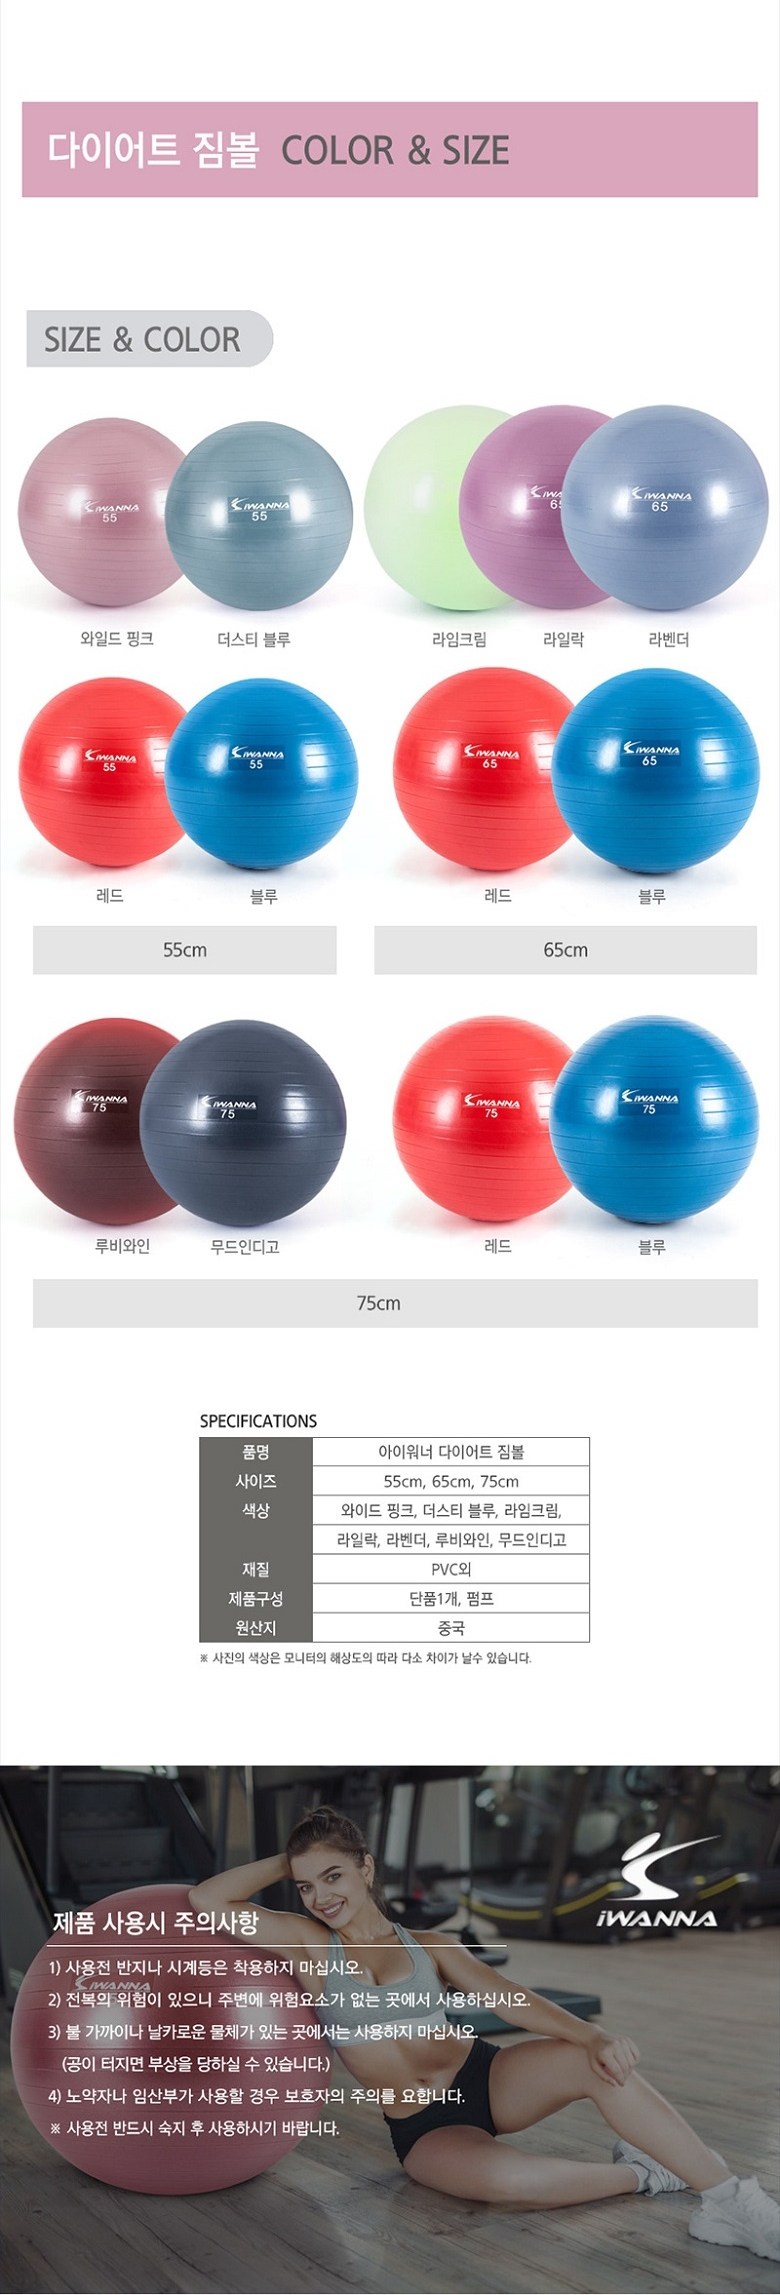 다이어트 짐볼 COLOR & SIZE
SIZE & COLOR
iWANNA
55
iWANNA
55
iWA
65
iWANNA
65
와일드 핑크
더스티 블루
라임크림
라일락
라벤더
iWANNA
55
iWANNA
55
iWANNA
65
iWANNA
65
레드
블루
레드
블루
55cm
65cm
iWANNA
75
iWANNA
75
iWANNA
75
iWANNA
75
루비와인
무드인디고
레드
블루
75cm
SPECIFICATIONS
품명 아이워너 다이어트 짐볼
사이즈 55cm, 65cm, 75cm
색상 와이드 핑크, 더스티 블루, 라임크림,
라일락, 라벤더, 루비와인, 무드인디고
재질 PVC외
제품구성 단품1개, 펌프
원산지 중국
※ 사진의 색상은 모니터의 해상도의 따라 다소 차이가 날수 있습니다.
iWANNA
제품 사용시 주의사항
1) 사용전 반지나 시계등은 착용하지 마십시오.
iWANNA
2) 전복의 위험이 있으니 주변에 위험요소가 없는 곳에서 사용하십시오.
3) 불 가까이나 날카로운 물체가 있는 곳에서는 사용하지 마십시오.
(공이 터지면 부상을 당하실 수 있습니다.)
4) 노약자나 임산부가 사용할 경우 보호자의 주의를 요합니다.
※ 사용전 반드시 숙지 후 사용하시기 바랍니다.